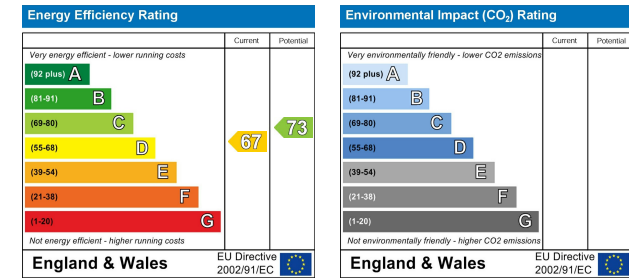 Energy Efficiency Rating
Current Potential
Very energy efficient - lower running costs
(92 plus) A
(81-91) B
(69-80) C
(55-68) D
(39-54) E
(21-38) F
(1-20) G
67
73
Not energy efficient - higher running costs
England & Wales
EU Directive
2002/91/EC
Environmental Impact (CO₂) Rating
Current Potential
Very environmentally friendly - lower CO2 emissions
(92 plus) A
(81-91) B
(69-80) C
(55-68) D
(39-54) E
(21-38) F
(1-20) G
Not environmentally friendly - higher CO2 emissions
England & Wales
EU Directive
2002/91/EC